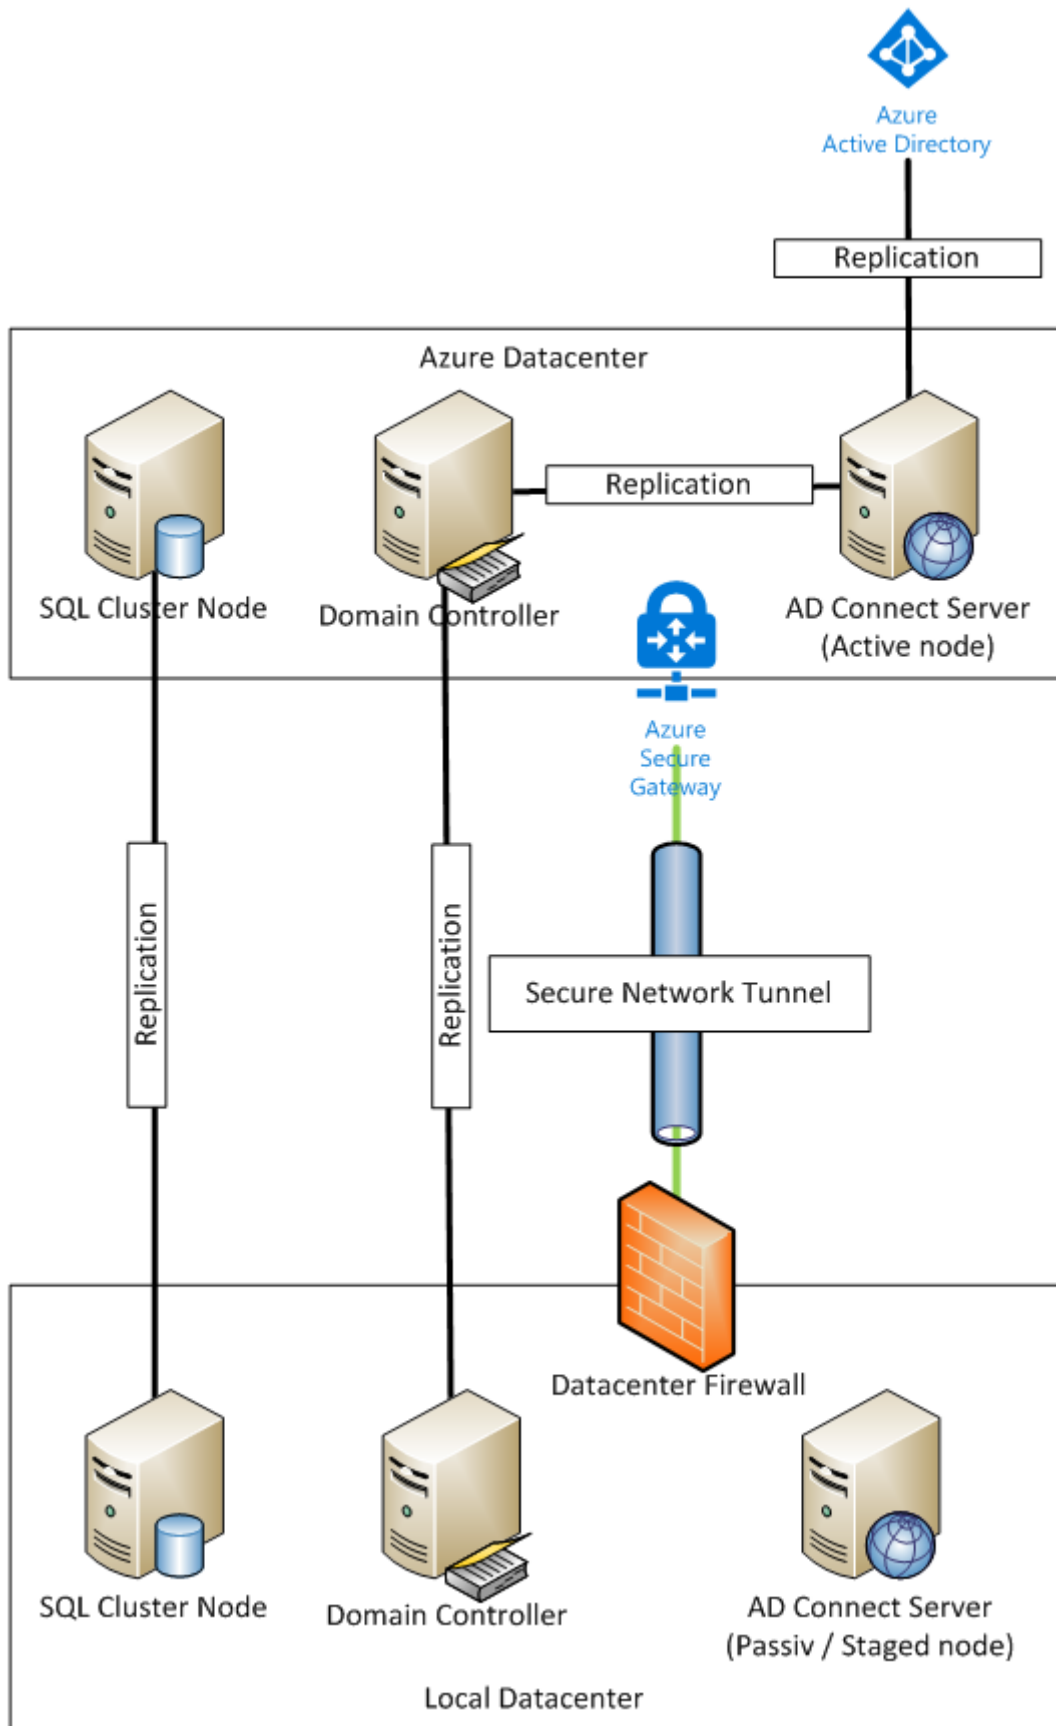 Azure
Active Directory
Replication
Azure Datacenter
Replication
SQL Cluster Node
Domain Controller
AD Connect Server
(Active node)
Azure
Secure
Gateway
Replication
Replication
Secure Network Tunnel
Datacenter Firewall
SQL Cluster Node
Domain Controller
AD Connect Server
(Passiv / Staged node)
Local Datacenter